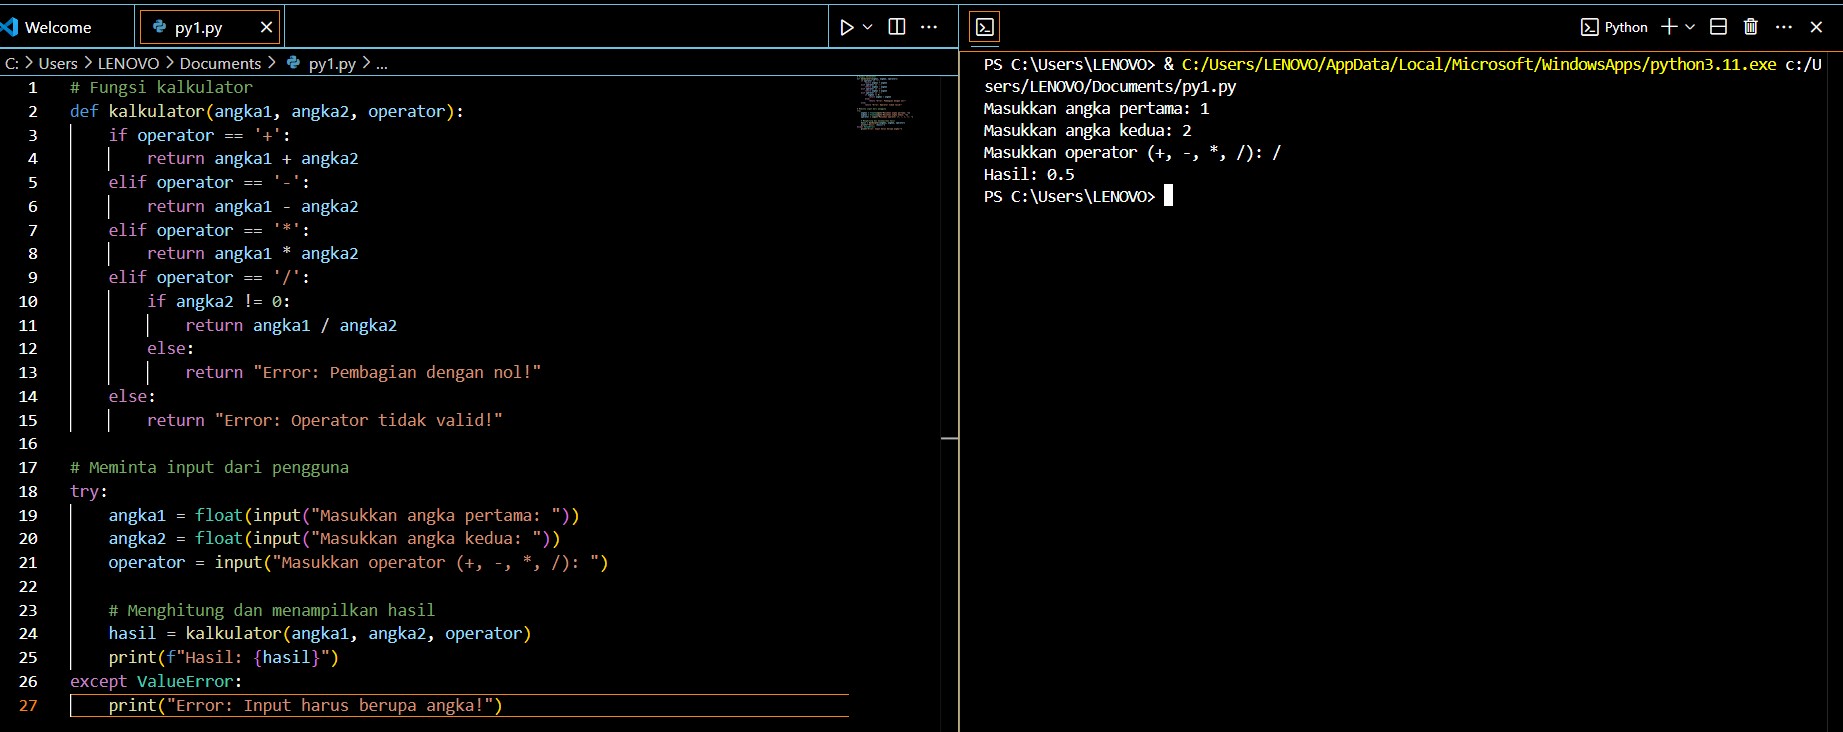 Welcome
py1.py
Python
C: > Users > LENOVO > Documents > py1.py > ...
1 # Fungsi kalkulator
2 def kalkulator(angka1, angka2, operator):
3     if operator == '+':
4         return angka1 + angka2
5     elif operator == '-':
6         return angka1 - angka2
7     elif operator == '*':
8         return angka1 * angka2
9     elif operator == '/':
10         if angka2 != 0:
11             return angka1 / angka2
12         else:
13             return "Error: Pembagian dengan nol!"
14     else:
15         return "Error: Operator tidak valid!"
16
17 # Meminta input dari pengguna
18 try:
19     angka1 = float(input("Masukkan angka pertama: "))
20     angka2 = float(input("Masukkan angka kedua: "))
21     operator = input("Masukkan operator (+, -, *, /): ")
22
23     # Menghitung dan menampilkan hasil
24     hasil = kalkulator(angka1, angka2, operator)
25     print(f"Hasil: {hasil}")
26 except ValueError:
27     print("Error: Input harus berupa angka!")
PS C:\Users\LENOVO> & C:/Users/LENOVO/AppData/Local/Microsoft/WindowsApps/python3.11.exe c:/U
sers/LENOVO/Documents/py1.py
Masukkan angka pertama: 1
Masukkan angka kedua: 2
Masukkan operator (+, -, *, /): /
Hasil: 0.5
PS C:\Users\LENOVO>